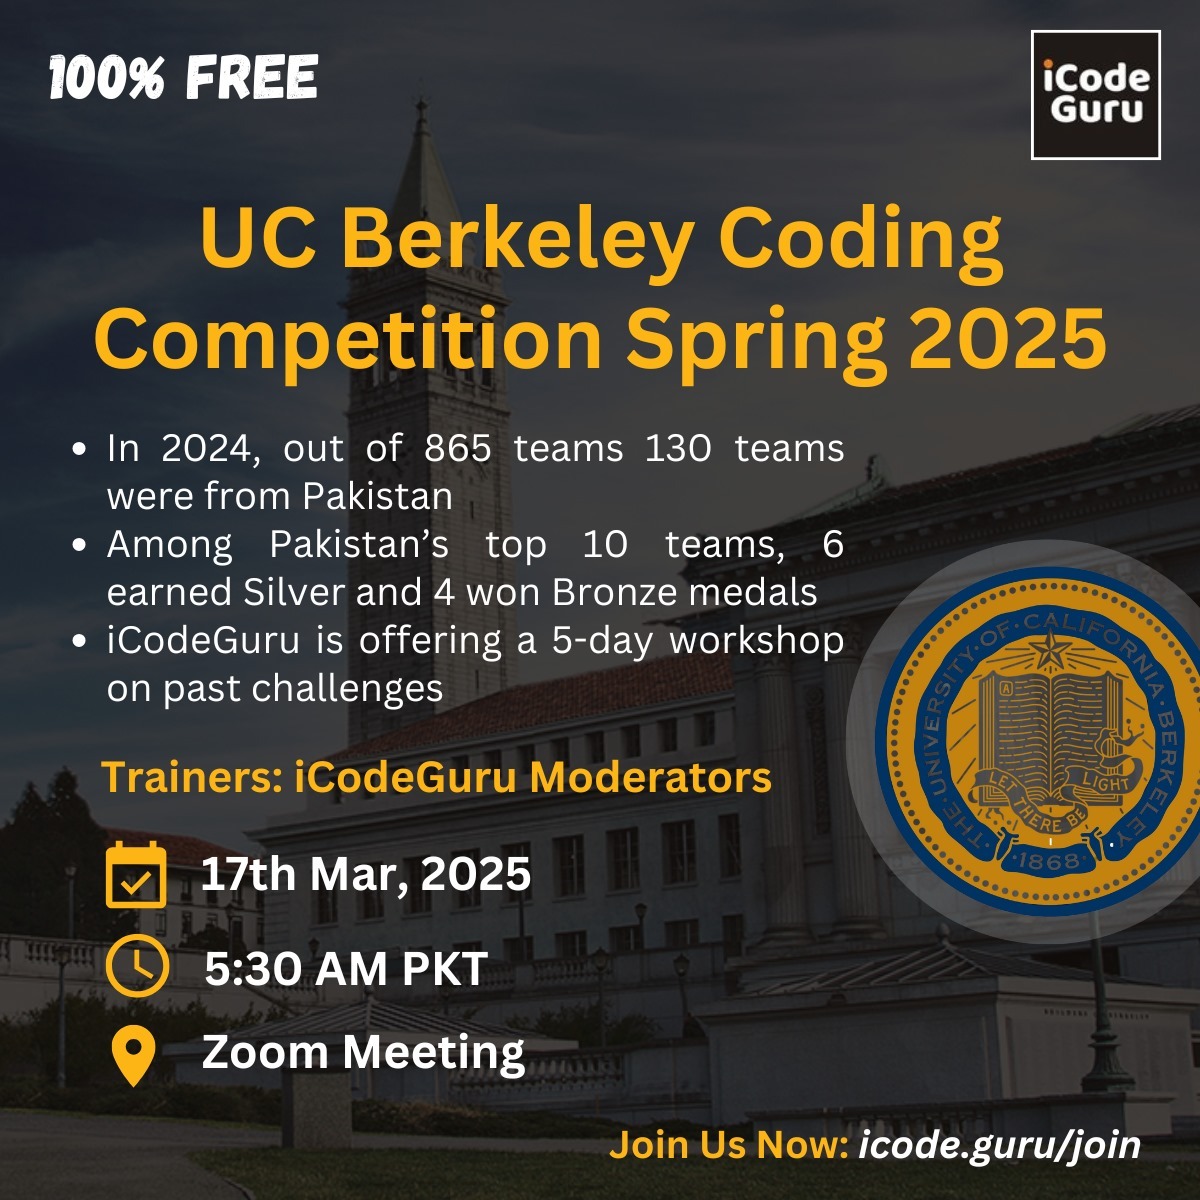 100% FREE
iCode
Guru
UC Berkeley Coding
Competition Spring 2025
• In 2024, out of 865 teams 130 teams
were from Pakistan
• Among Pakistan’s top 10 teams, 6
earned Silver and 4 won Bronze medals
• iCodeGuru is offering a 5-day workshop
on past challenges
THE·UNIVERSITY·OF·CALIFORNIA·BERKELEY
A
LET THERE BE LIGHT
·1868·
Trainers: iCodeGuru Moderators
17th Mar, 2025
5:30 AM PKT
Zoom Meeting
Join Us Now: icode.guru/join